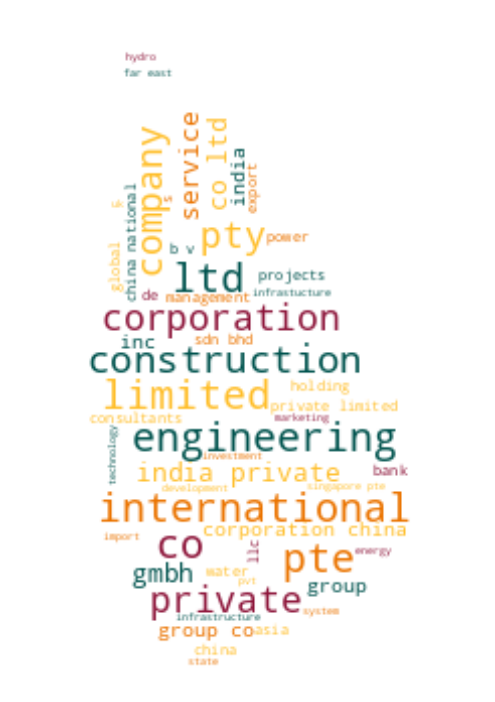 hydro
far east
company
service
co ltd
india
export
s
&
china national
global
pty
power
b v
ltd
projects
de
management
infrastucture
corporation
inc
sdn bhd
construction
limited
holding
private limited
consultants
marketing
technology
engineering
investment
india private
bank
development
singapore pte
international
corporation china
import
co
llc
pte
energy
gmbh
water
pvt
group
private
system
infrastructure
group co
asia
china
state